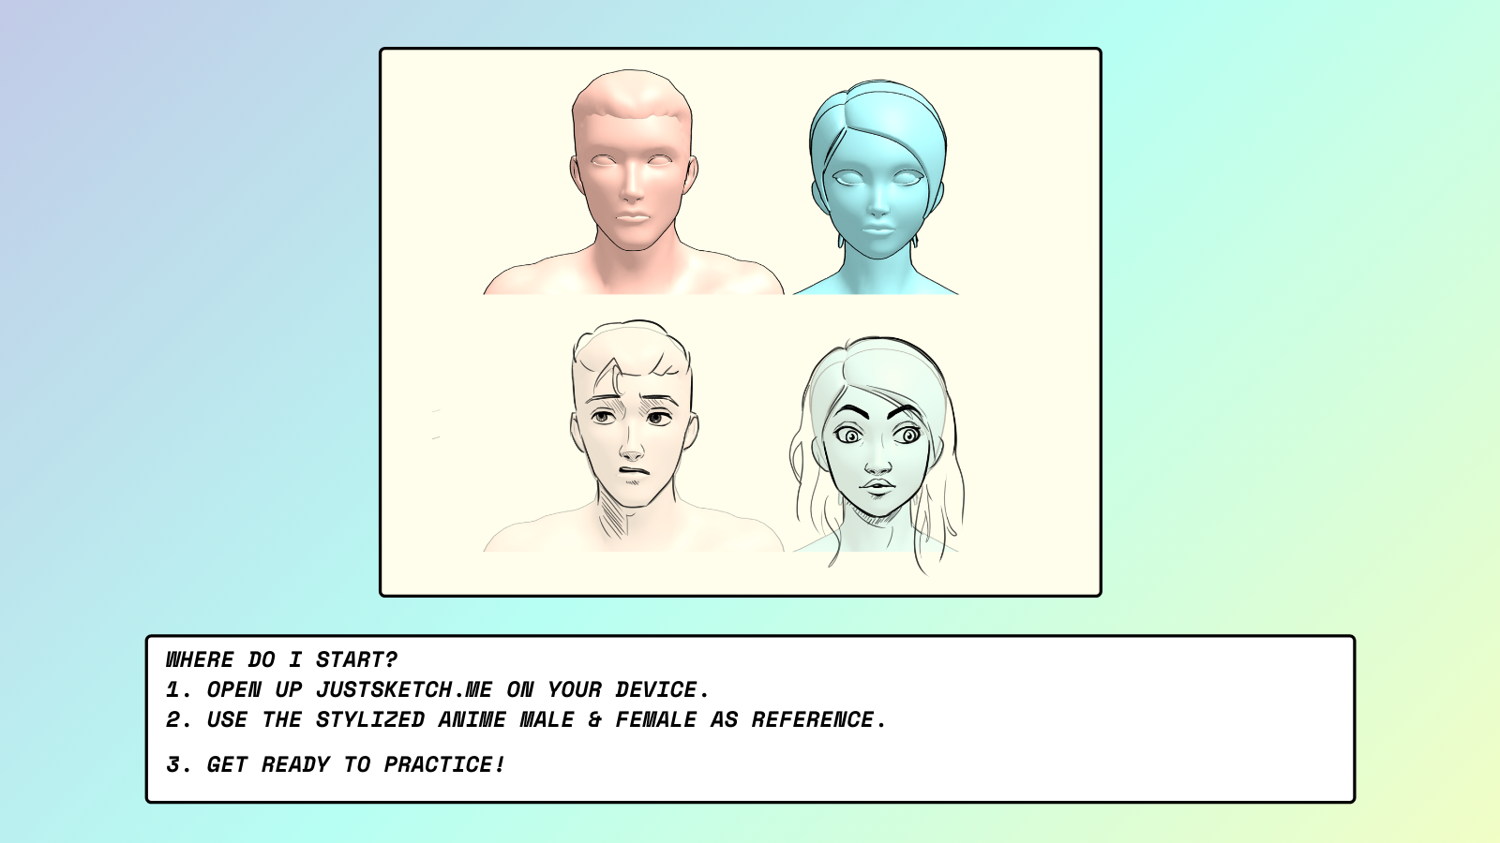 WHERE DO I START?
1. OPEN UP JUSTSKETCH.ME ON YOUR DEVICE.
2. USE THE STYLIZED ANIME MALE & FEMALE AS REFERENCE.
3. GET READY TO PRACTICE!